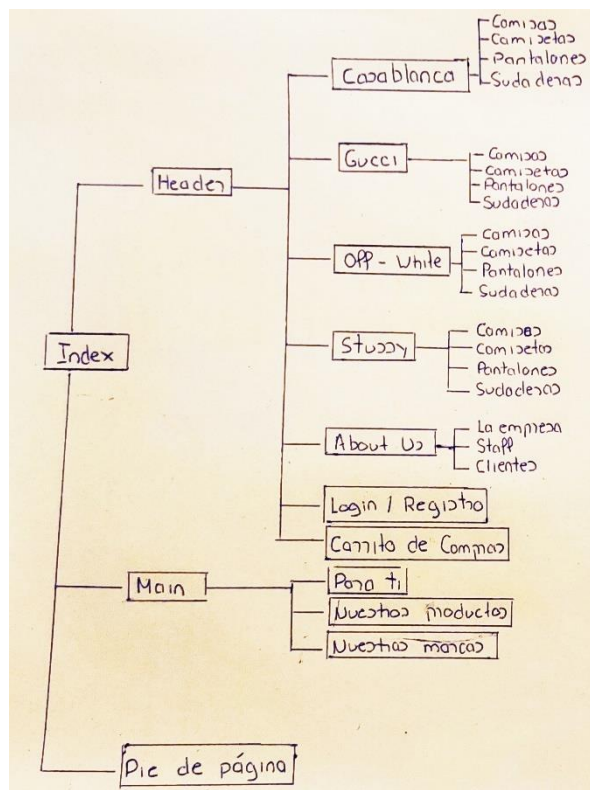 Index
Header
Casablanca
Camisas
Camisetas
Pantalones
Sudaderas
Gucci
Camisas
Camisetas
Pantalones
Sudaderas
Off - White
Camisas
Camisetas
Pantalones
Sudaderas
Stussy
Camisas
Camisetas
Pantalones
Sudaderas
About Us
La empresa
Staff
Clientes
Login / Registro
Carrito de Compras
Main
Para ti
Nuestros productos
Nuestras marcas
Pie de página